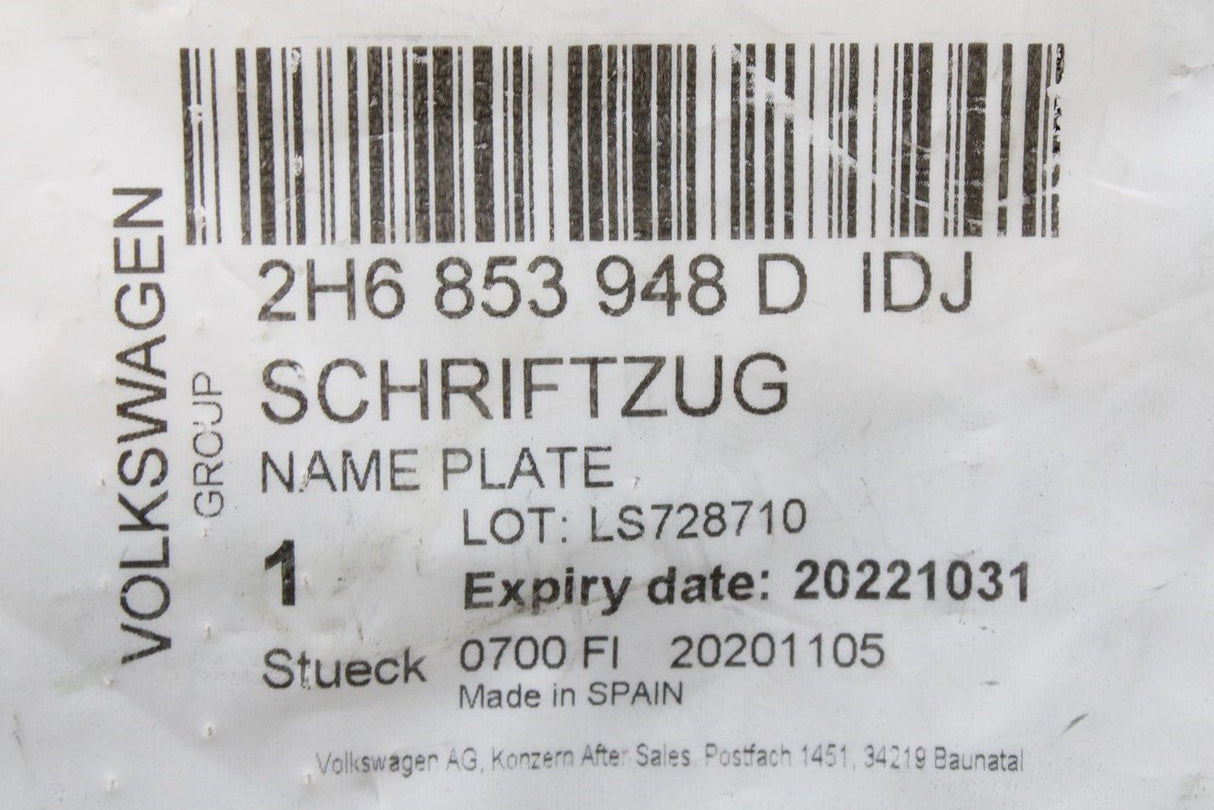 VOLKSWAGEN
GROUP
2H6 853 948 D IDJ
SCHRIFTZUG
NAME PLATE
LOT: LS728710
1
Expiry date: 20221031
Stueck 0700 FI 20201105
Made in SPAIN
Volkswagen AG, Konzern After Sales Postfach 1451, 34219 Baunatal